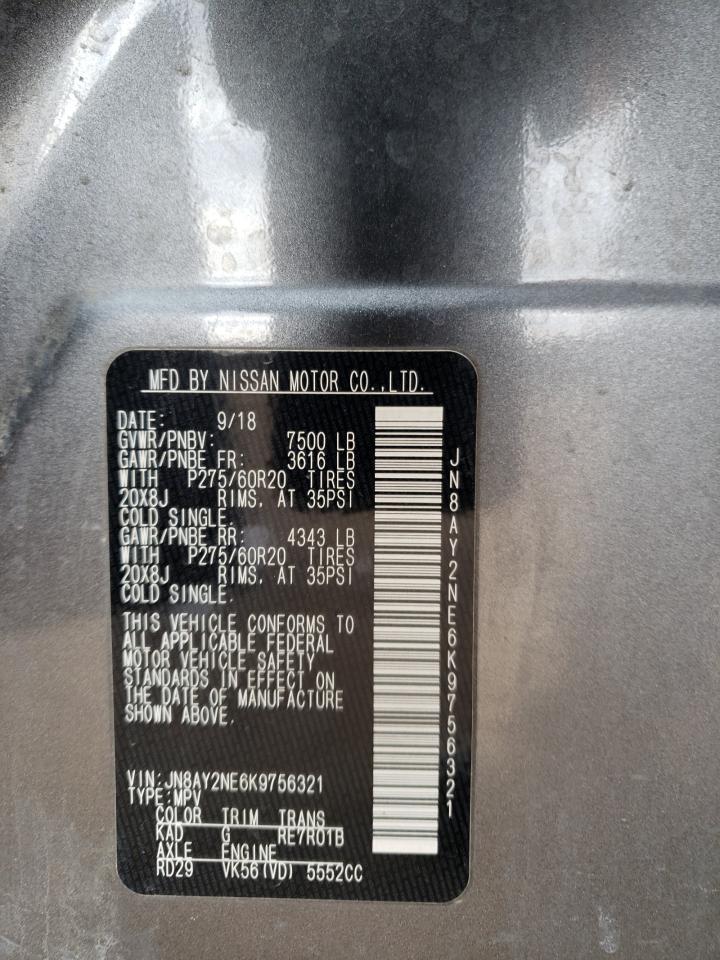 MFD BY NISSAN MOTOR CO.,LTD.
DATE: 9/18
GVWR/PNBV: 7500 LB
GAWR/PNBE FR: 3616 LB
WITH P275/60R20 TIRES
20X8J RIMS, AT 35PSI
COLD SINGLE.
GAWR/PNBE RR: 4343 LB
WITH P275/60R20 TIRES
20X8J RIMS, AT 35PSI
COLD SINGLE.
THIS VEHICLE CONFORMS TO
ALL APPLICABLE FEDERAL
MOTOR VEHICLE SAFETY
STANDARDS IN EFFECT ON
THE DATE OF MANUFACTURE
SHOWN ABOVE.
VIN:JN8AY2NE6K9756321
TYPE:MPV
COLOR TRIM TRANS
KAD G RE7R01B
AXLE ENGINE
RD29 VK56(VD) 5552CC
JN8AY2NE6K9756321